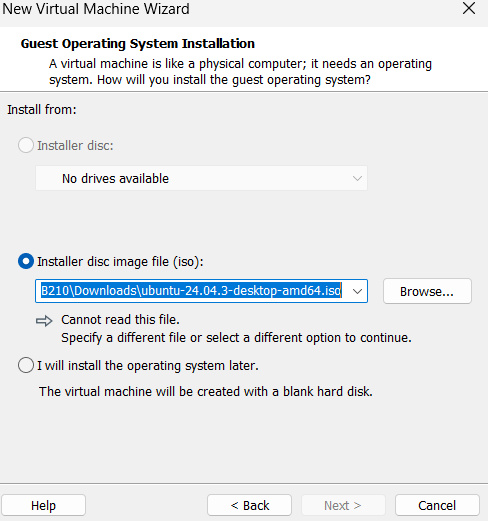 New Virtual Machine Wizard
Guest Operating System Installation
A virtual machine is like a physical computer; it needs an operating
system. How will you install the guest operating system?
Install from:
Installer disc:
No drives available
Installer disc image file (iso):
B210\Downloads\ubuntu-24.04.3-desktop-amd64.iso
Browse...
Cannot read this file.
Specify a different file or select a different option to continue.
I will install the operating system later.
The virtual machine will be created with a blank hard disk.
Help
< Back
Next >
Cancel